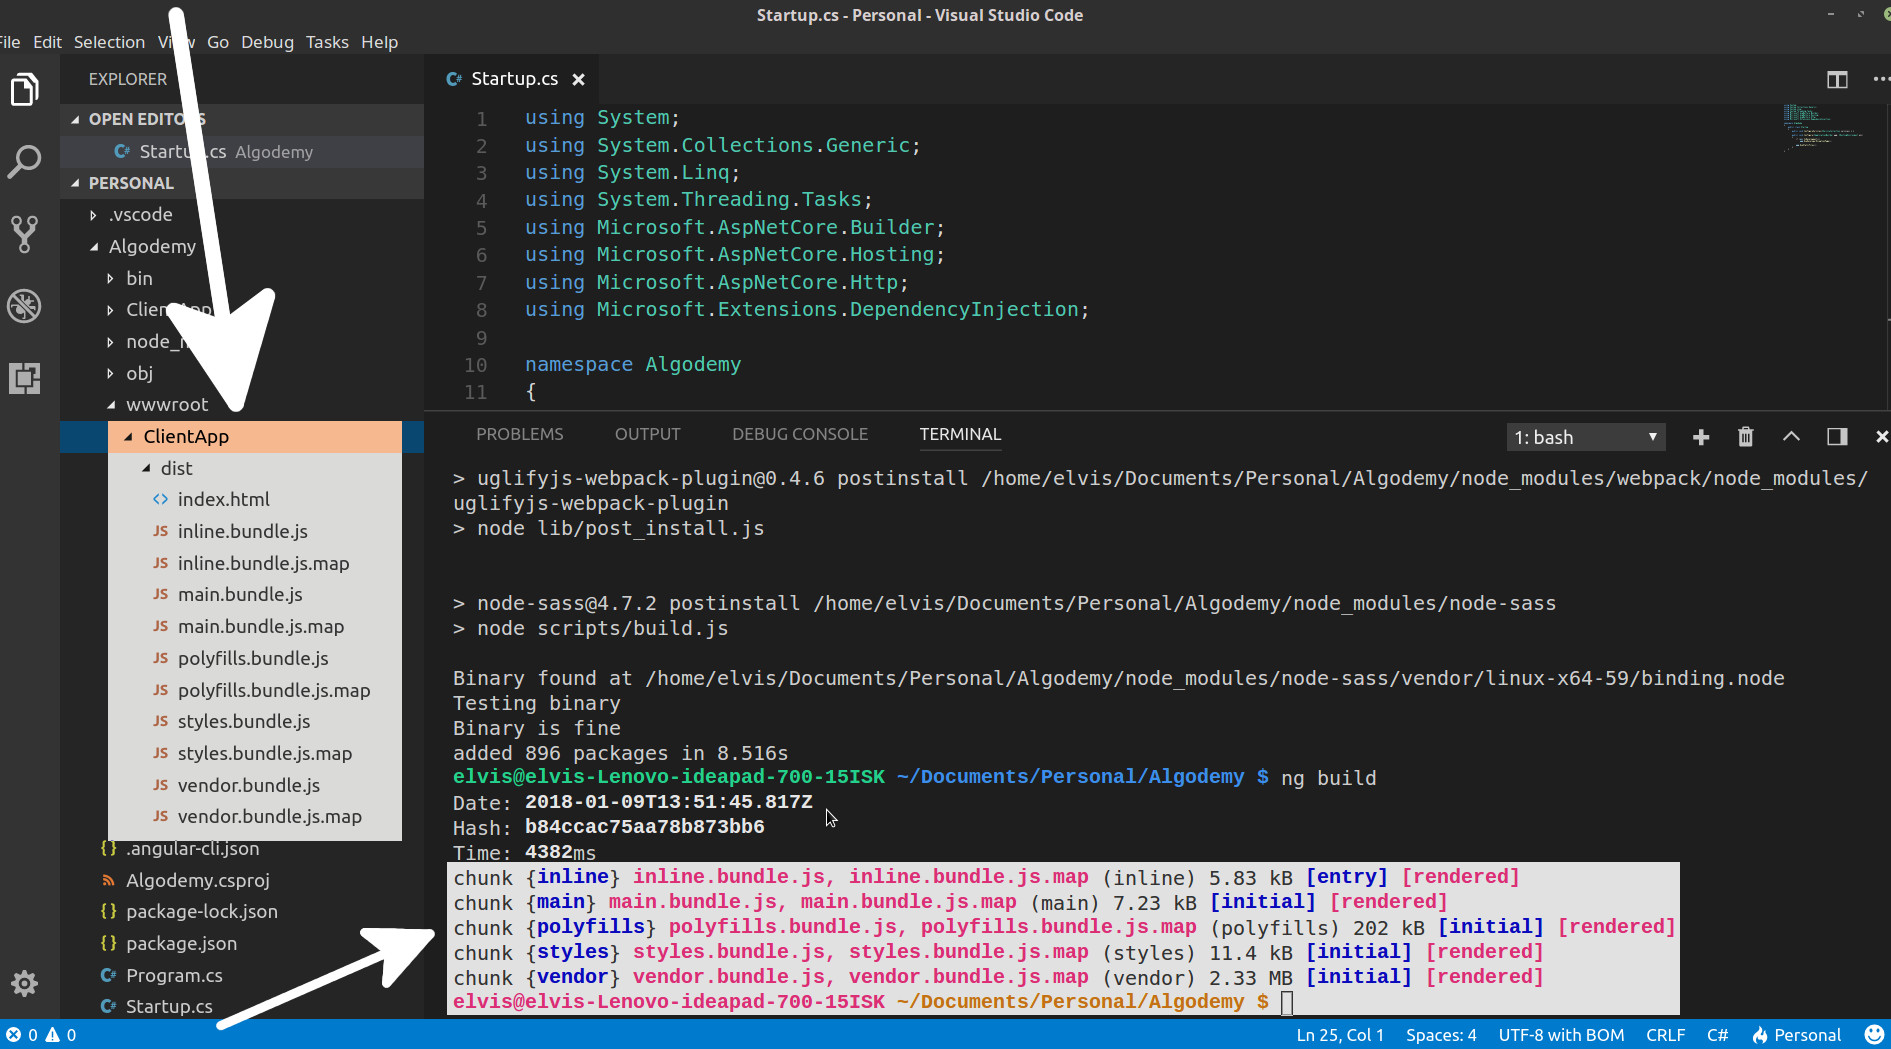 Startup.cs - Personal - Visual Studio Code
File Edit Selection View Go Debug Tasks Help
EXPLORER
OPEN EDITORS
Startup.cs Algodemy
PERSONAL
.vscode
Algodemy
bin
ClientApp
obj
wwwroot
ClientApp
dist
index.html
inline.bundle.js
inline.bundle.js.map
main.bundle.js
main.bundle.js.map
polyfills.bundle.js
polyfills.bundle.js.map
styles.bundle.js
styles.bundle.js.map
vendor.bundle.js
vendor.bundle.js.map
.angular-cli.json
Algodemy.csproj
package-lock.json
package.json
Program.cs
Startup.cs
Startup.cs
1 using System;
2 using System.Collections.Generic;
3 using System.Linq;
4 using System.Threading.Tasks;
5 using Microsoft.AspNetCore.Builder;
6 using Microsoft.AspNetCore.Hosting;
7 using Microsoft.AspNetCore.Http;
8 using Microsoft.Extensions.DependencyInjection;
9
10 namespace Algodemy
11 {
PROBLEMS OUTPUT DEBUG CONSOLE TERMINAL 1: bash
> uglifyjs-webpack-plugin@0.4.6 postinstall /home/elvis/Documents/Personal/Algodemy/node_modules/webpack/node_modules/
uglifyjs-webpack-plugin
> node lib/post_install.js
> node-sass@4.7.2 postinstall /home/elvis/Documents/Personal/Algodemy/node_modules/node-sass
> node scripts/build.js
Binary found at /home/elvis/Documents/Personal/Algodemy/node_modules/node-sass/vendor/linux-x64-59/binding.node
Testing binary
Binary is fine
added 896 packages in 8.516s
elvis@elvis-Lenovo-ideapad-700-15ISK ~/Documents/Personal/Algodemy $ ng build
Date: 2018-01-09T13:51:45.817Z
Hash: b84ccac75aa78b873bb6
Time: 4382ms
chunk {inline} inline.bundle.js, inline.bundle.js.map (inline) 5.83 kB [entry] [rendered]
chunk {main} main.bundle.js, main.bundle.js.map (main) 7.23 kB [initial] [rendered]
chunk {polyfills} polyfills.bundle.js, polyfills.bundle.js.map (polyfills) 202 kB [initial] [rendered]
chunk {styles} styles.bundle.js, styles.bundle.js.map (styles) 11.4 kB [initial] [rendered]
chunk {vendor} vendor.bundle.js, vendor.bundle.js.map (vendor) 2.33 MB [initial] [rendered]
elvis@elvis-Lenovo-ideapad-700-15ISK ~/Documents/Personal/Algodemy $
0 0 Ln 25, Col 1 Spaces: 4 UTF-8 with BOM CRLF C# Personal